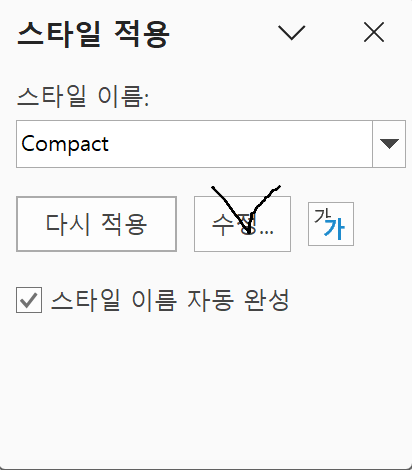 스타일 적용
스타일 이름:
Compact
다시 적용
수정...
가가
스타일 이름 자동 완성